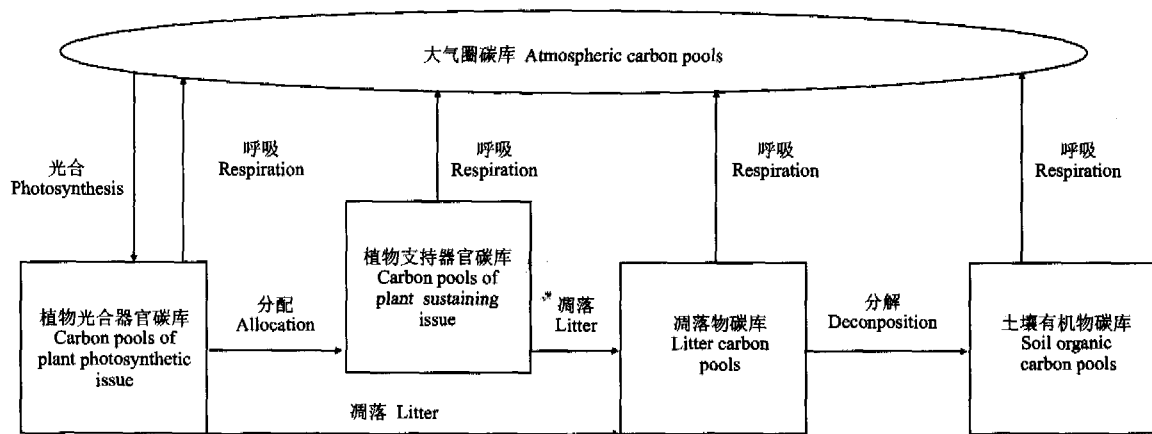 大气圈碳库 Atmospheric carbon pools
光合
Photosynthesis
呼吸
Respiration
呼吸
Respiration
呼吸
Respiration
呼吸
Respiration
植物光合器官碳库
Carbon pools of
plant photosynthetic
issue
分配
Allocation
植物支持器官碳库
Carbon pools of
plant sustaining
issue
凋落
Litter
凋落物碳库
Litter carbon
pools
分解
Deconposition
土壤有机物碳库
Soil organic
carbon pools
凋落 Litter